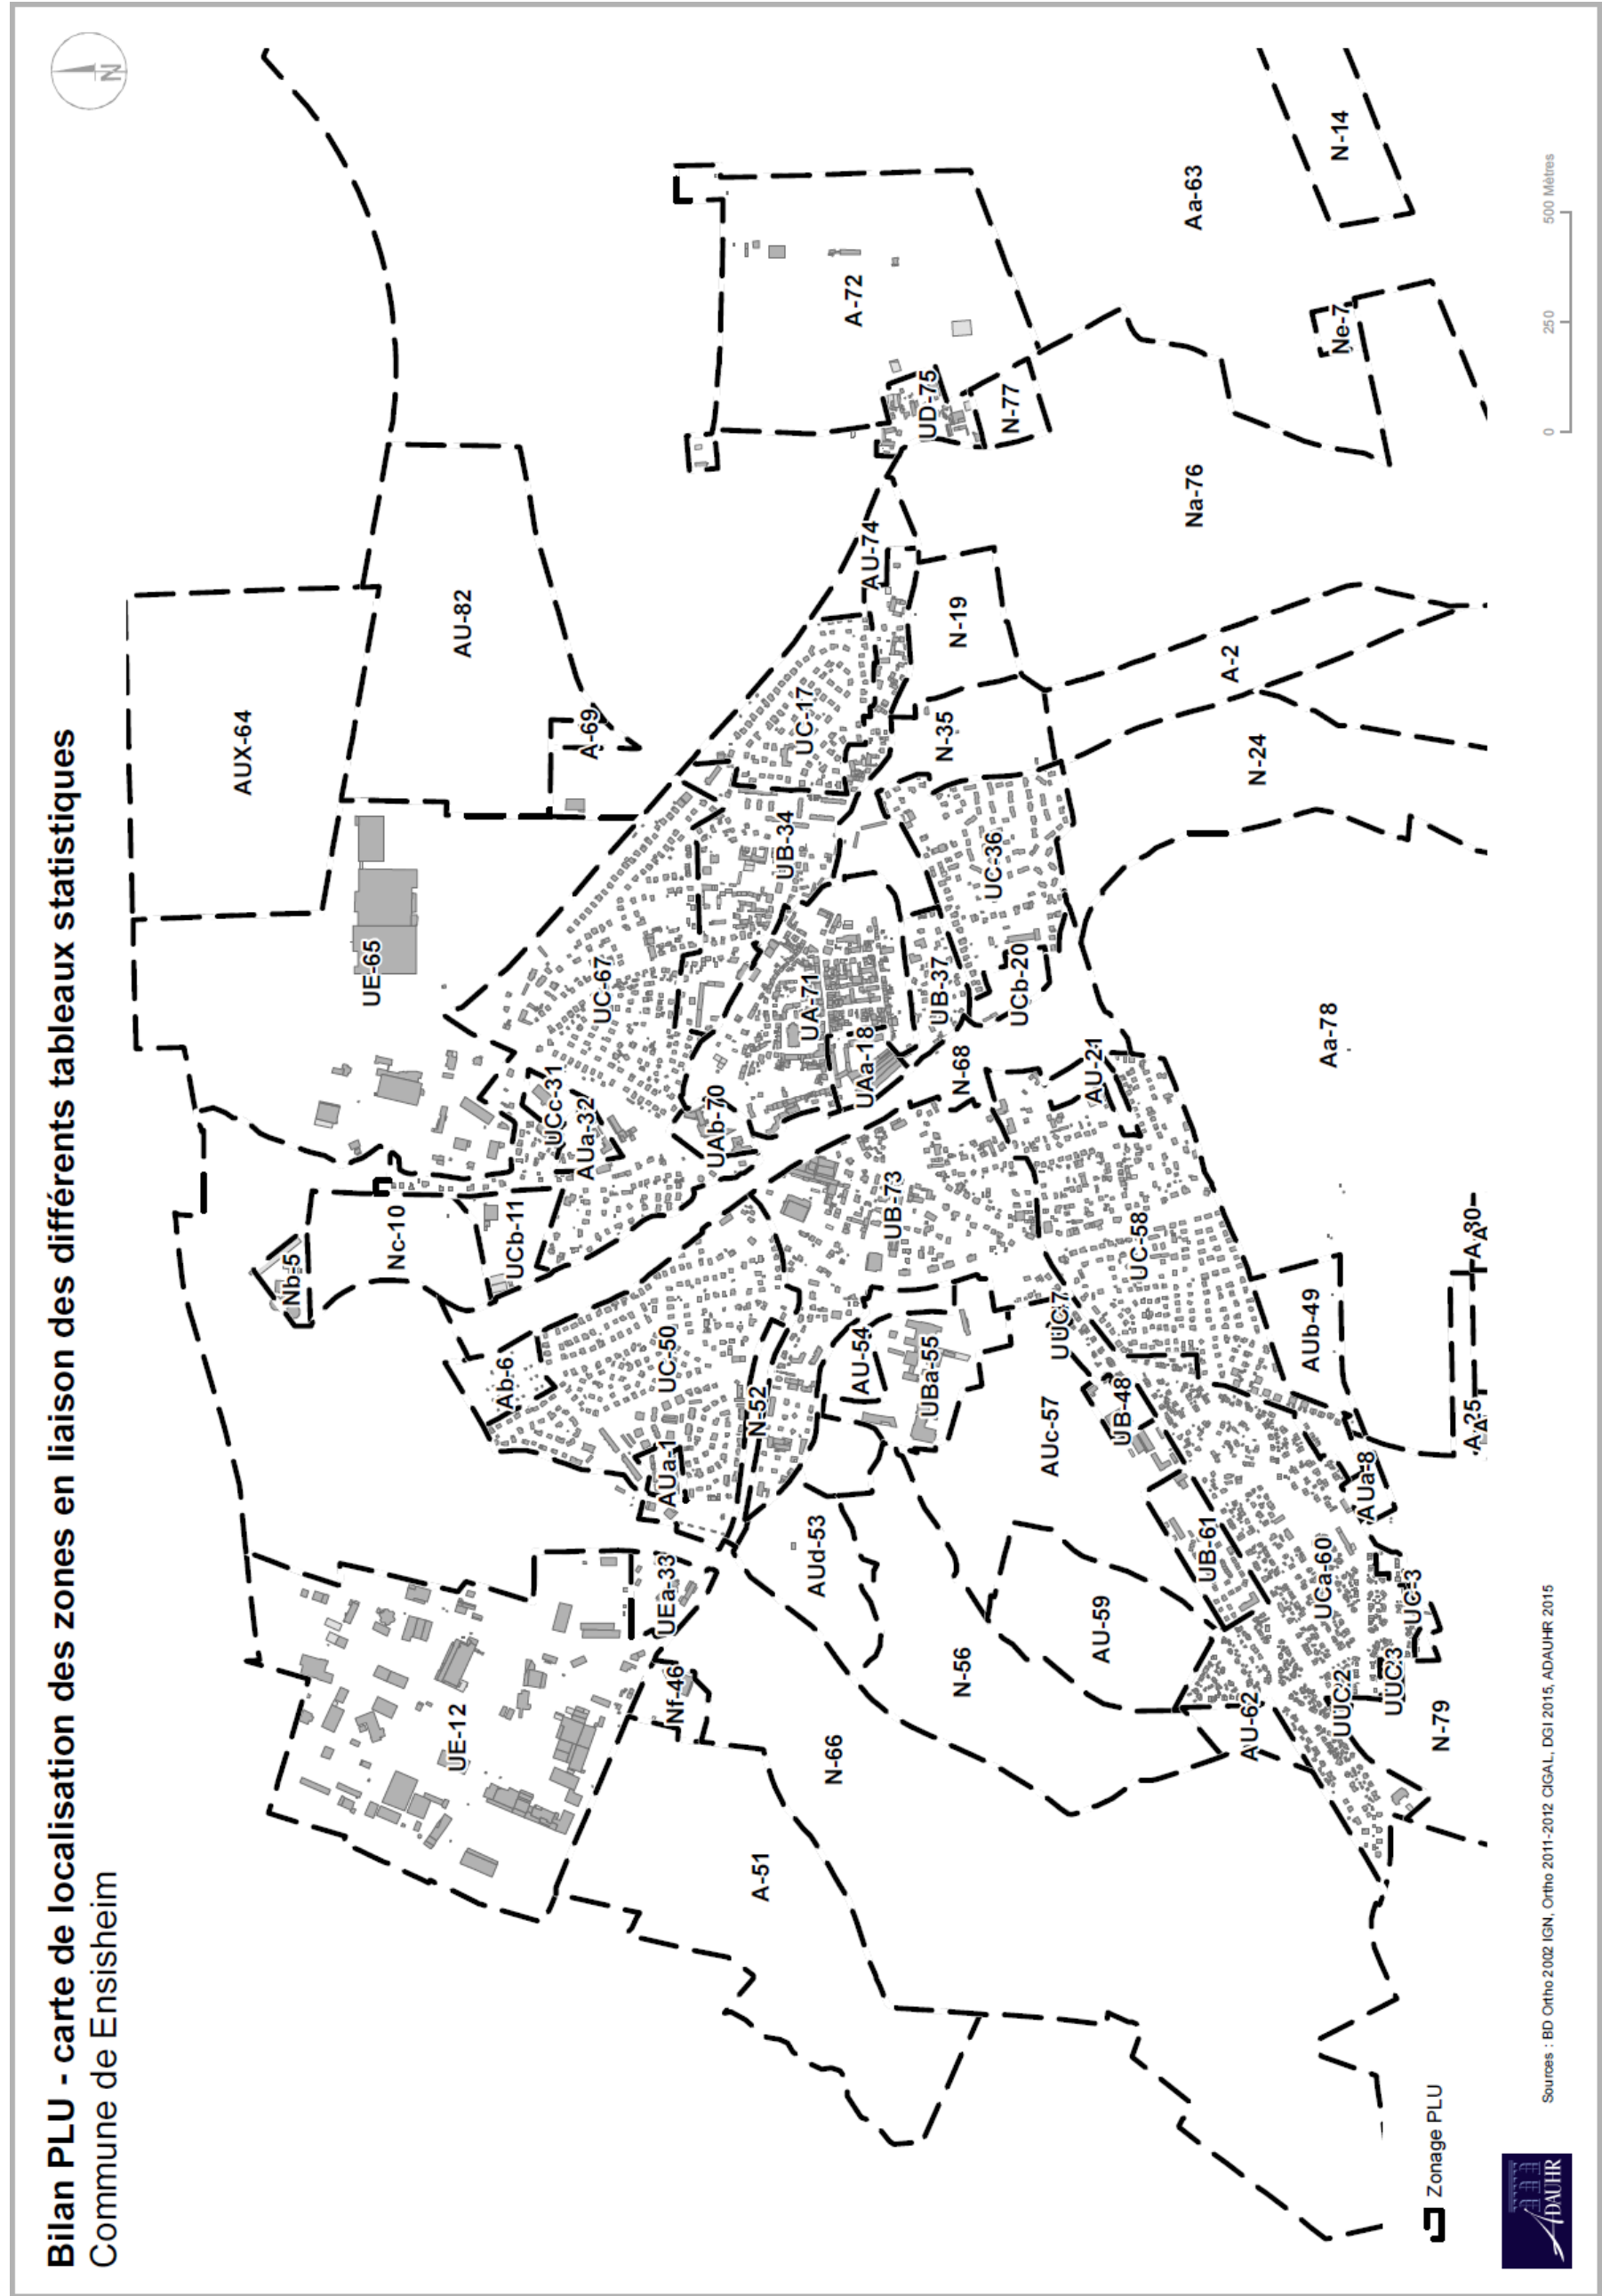 Bilan PLU - carte de localisation des zones en liaison des différents tableaux statistiques
Commune de Ensisheim
N
AUX-64
Nb-5
UE-65
Nc-10
UE-12
AU-82
Ab-6
UCb-11
UCc-31
AUa-32
A-69
UC-67
UEa-33
Nf-46
AUa-1
UC-50
UAb-70
N-52
A-51
UB-34
UC-17
UA-71
AUd-53
N-66
A-72
AU-54
UAa-18
AU-74
UB-73
UBa-55
UB-37
UD-75
N-35
N-19
N-56
N-68
UC-36
N-77
UCb-20
AUc-57
UUC7
AU-59
AU-21
UB-48
UC-58
Na-76
Aa-63
UB-61
A-2
AU-62
N-24
AUb-49
UCa-60
Aa-78
UUC2
Ne-7
N-14
AUa-8
UUC3
UC-3
N-79
A-25
A-30
Zonage PLU
0
250
500 Mètres
Sources : BD Ortho 2002 IGN, Ortho 2011-2012 CIGAL, DGI 2015, ADAUHR 2015
ADAUHR